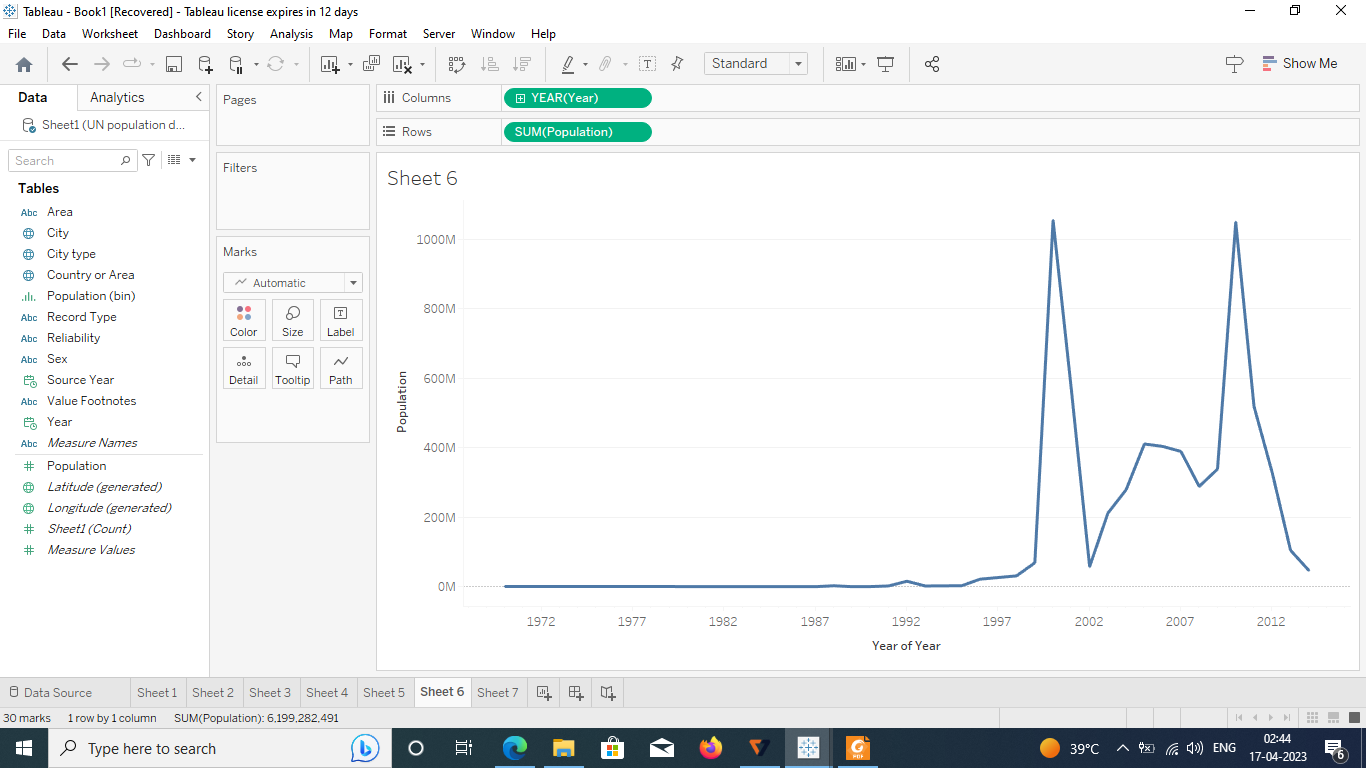 Tableau - Book1 [Recovered] - Tableau license expires in 12 days
File Data Worksheet Dashboard Story Analysis Map Format Server Window Help
Standard
Show Me
Data Analytics
Sheet1 (UN population d...
Search
Tables
Abc Area
City
City type
Country or Area
Population (bin)
Abc Record Type
Abc Reliability
Abc Sex
Source Year
Abc Value Footnotes
Year
Abc Measure Names
Population
Latitude (generated)
Longitude (generated)
Sheet1 (Count)
Measure Values
Pages
Filters
Marks
Automatic
Color Size Label
Detail Tooltip Path
Columns YEAR(Year)
Rows SUM(Population)
Sheet 6
1000M
800M
600M
400M
200M
0M
Population
1972 1977 1982 1987 1992 1997 2002 2007 2012
Year of Year
Data Source Sheet 1 Sheet 2 Sheet 3 Sheet 4 Sheet 5 Sheet 6 Sheet 7
30 marks 1 row by 1 column SUM(Population): 6,199,282,491
Type here to search
PDF
39°C
ENG
02:44
17-04-2023
6